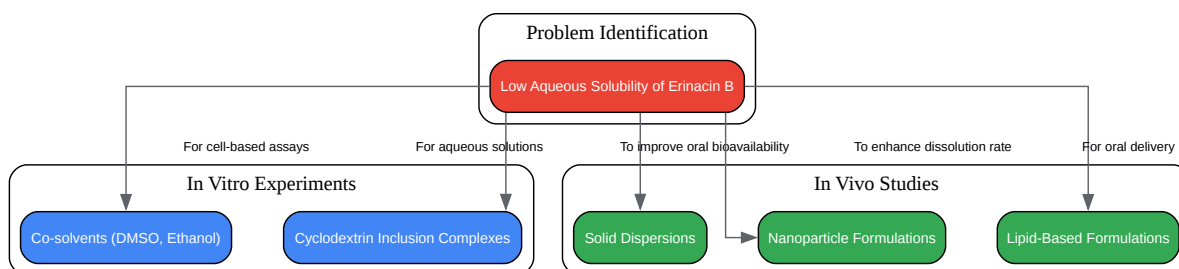 Problem Identification
Low Aqueous Solubility of Erinacin B
For cell-based assays
For aqueous solutions
To improve oral bioavailability
To enhance dissolution rate
For oral delivery
In Vitro Experiments
In Vivo Studies
Co-solvents (DMSO, Ethanol)
Cyclodextrin Inclusion Complexes
Solid Dispersions
Nanoparticle Formulations
Lipid-Based Formulations